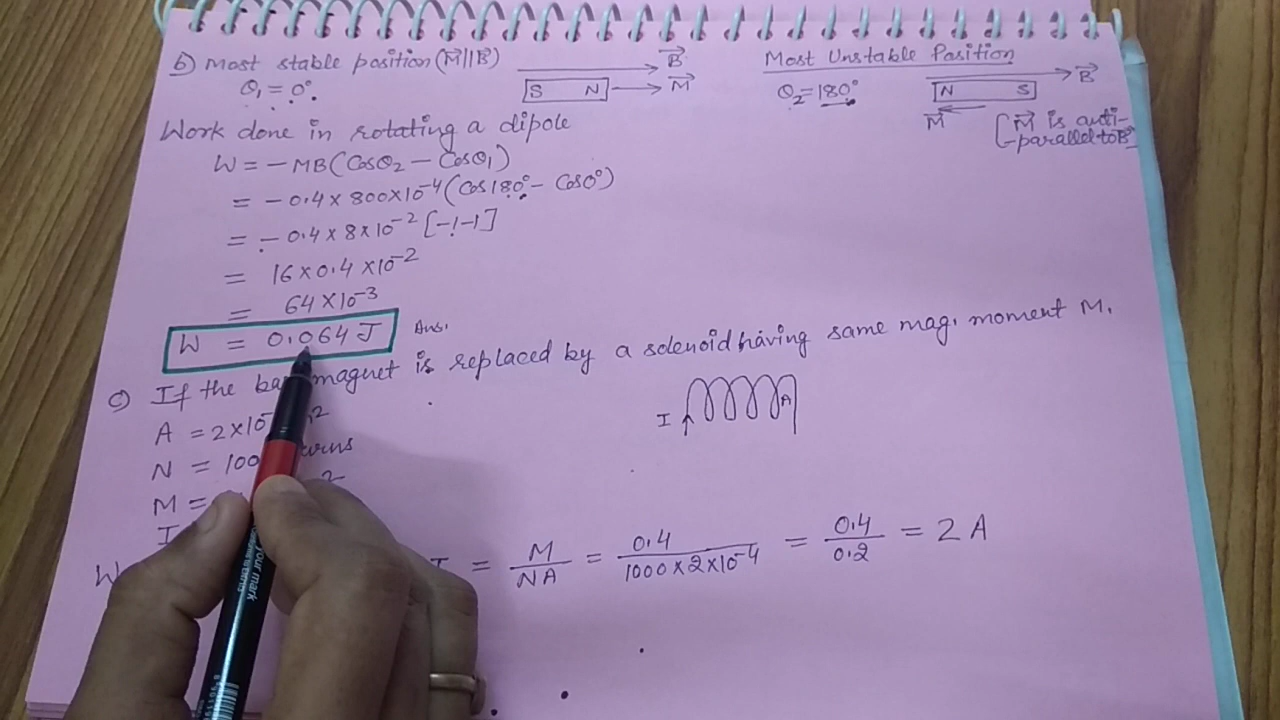 b) Most stable position (M⃗ || B⃗)
θ₁ = 0°.
B⃗
S N
M⃗
Most Unstable Position
θ₂ = 180°
B⃗
N S
M⃗
[M⃗ is anti-
parallel to B⃗
Work done in rotating a dipole
W = -MB (Cosθ₂ - Cosθ₁)
= -0.4 × 800×10⁻⁴ (Cos180° - Cos0°)
= -0.4 × 8×10⁻² [-1-1]
= 16 × 0.4 × 10⁻²
= 64 × 10⁻³
W = 0.064 J Ans.
c) If the bar magnet is replaced by a solenoid having same mag. moment M.
I A
A = 2×10
N = 100
M =
I
W
I = M/NA = 0.4/1000×2×10⁻⁴ = 0.4/0.2 = 2 A
your mark